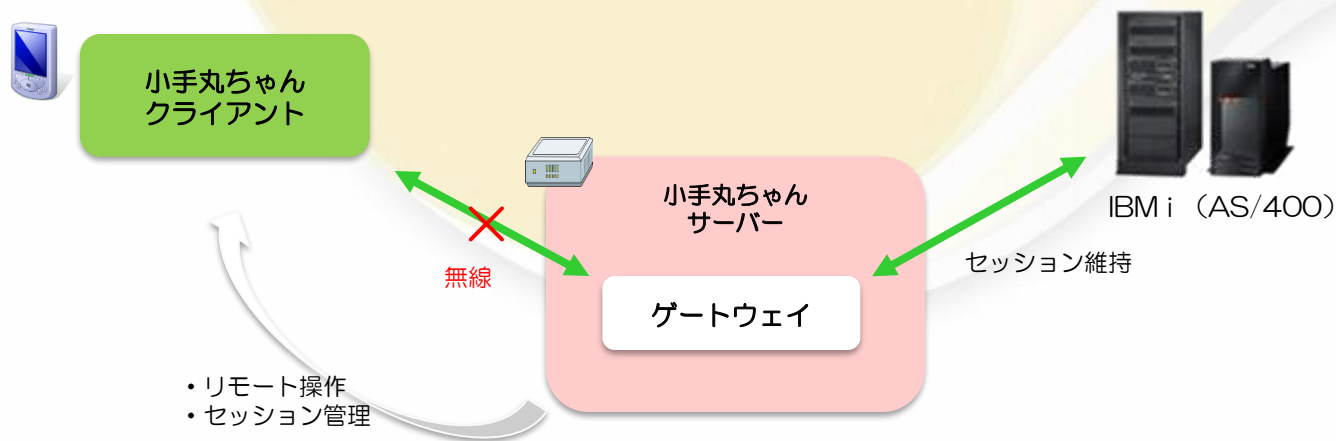 小手丸ちゃん
クライアント
小手丸ちゃん
サーバー
IBM i （AS/400）
無線
セッション維持
ゲートウェイ
・リモート操作
・セッション管理